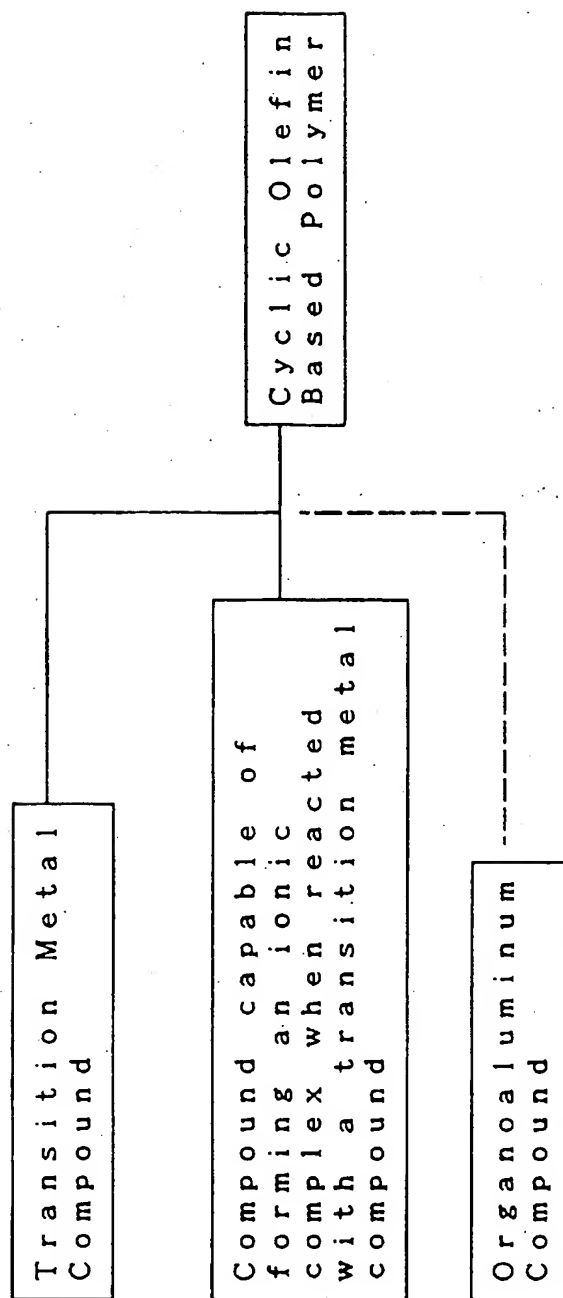 Transition Metal
Compound
Compound capable of
forming an ionic
complex when reacted
with a transition metal
compound
Organoaluminum
Compound
Cyclic Olefin
Based Polymer